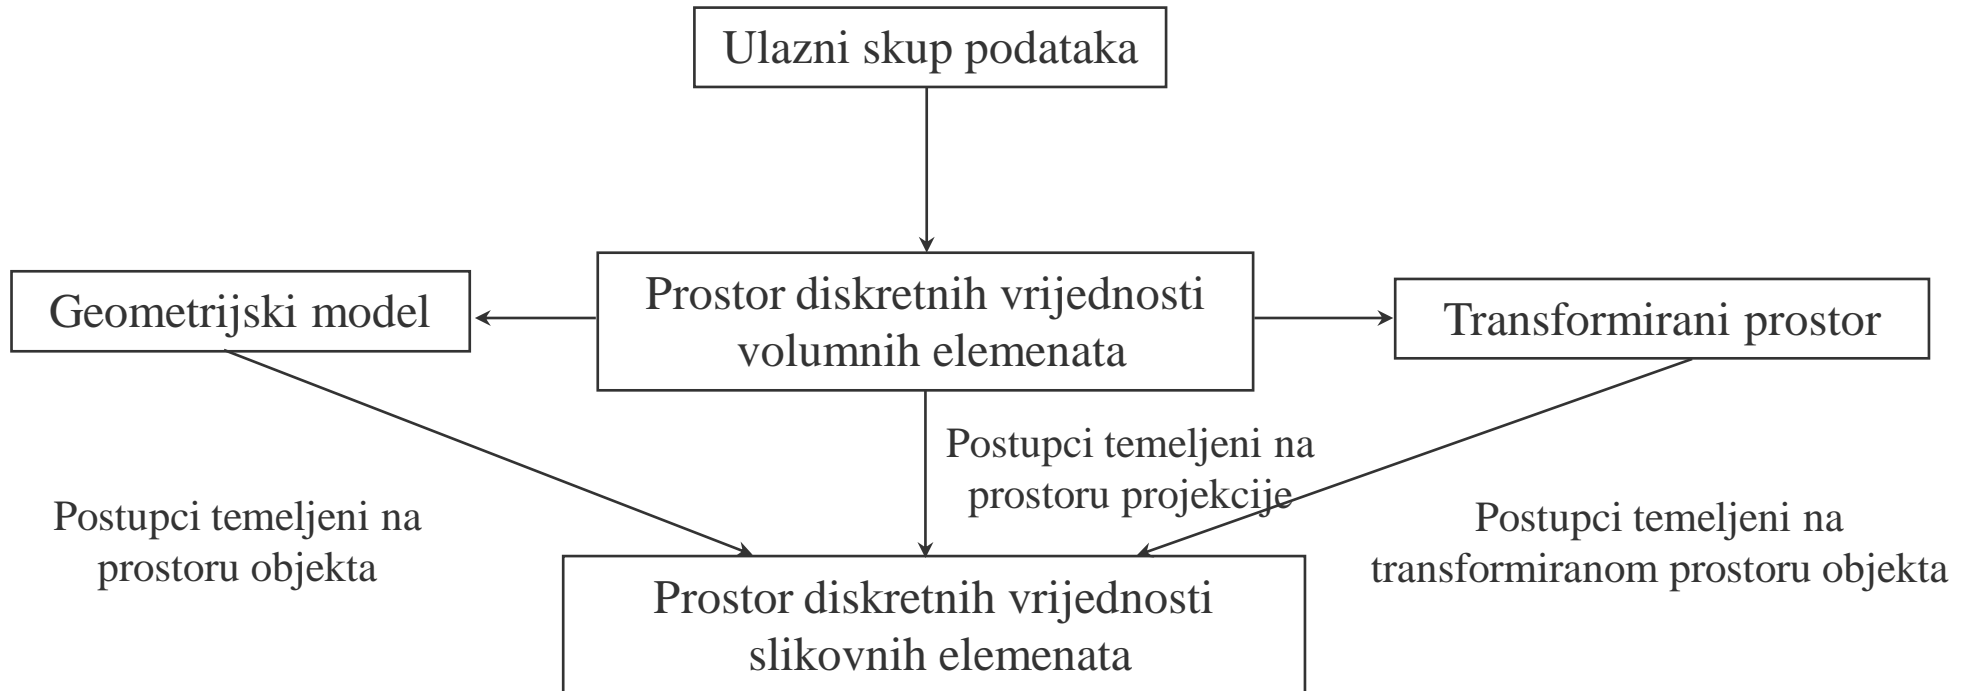 Ulazni skup podataka
Geometrijski model
Prostor diskretnih vrijednosti
volumnih elemenata
Transformirani prostor
Postupci temeljeni na
prostoru projekcije
Postupci temeljeni na
prostoru objekta
Postupci temeljeni na
transformiranom prostoru objekta
Prostor diskretnih vrijednosti
slikovnih elemenata